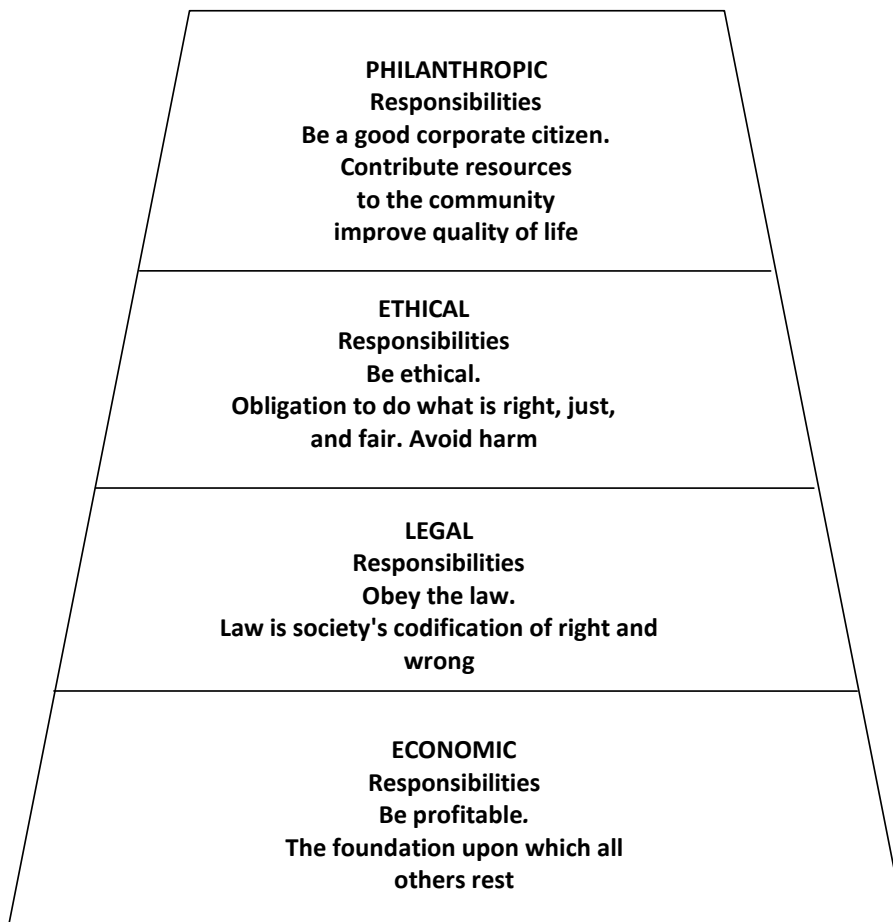 PHILANTHROPIC
Responsibilities
Be a good corporate citizen.
Contribute resources
to the community
improve quality of life
ETHICAL
Responsibilities
Be ethical.
Obligation to do what is right, just,
and fair. Avoid harm
LEGAL
Responsibilities
Obey the law.
Law is society's codification of right and
wrong
ECONOMIC
Responsibilities
Be profitable.
The foundation upon which all
others rest